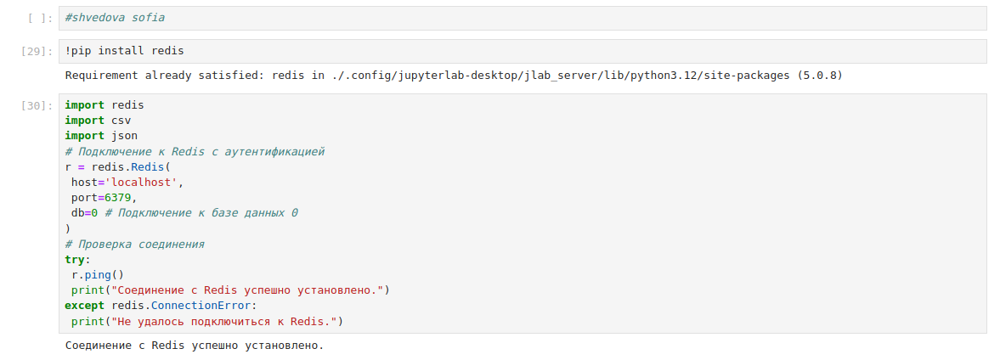 [ ]: #shvedova sofia
[29]: !pip install redis
Requirement already satisfied: redis in ./.config/jupyterlab-desktop/jlab_server/lib/python3.12/site-packages (5.0.8)
[30]: import redis
import csv
import json
# Подключение к Redis с аутентификацией
r = redis.Redis(
 host='localhost',
 port=6379,
 db=0 # Подключение к базе данных 0
)
# Проверка соединения
try:
 r.ping()
 print("Соединение с Redis успешно установлено.")
except redis.ConnectionError:
 print("Не удалось подключиться к Redis.")
Соединение с Redis успешно установлено.